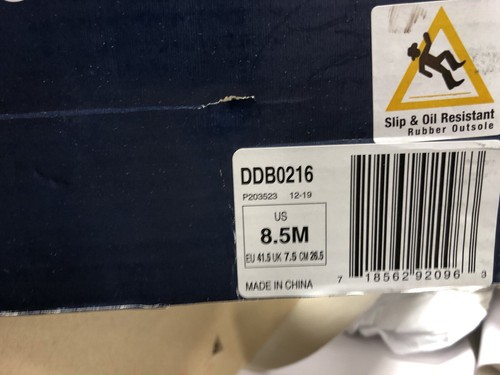 Slip & Oil Resistant
Rubber Outsole
DDB0216
P203523 12-19
US
8.5M
EU 41.5 UK 7.5 CM 26.5
MADE IN CHINA
7 18562 92096 3